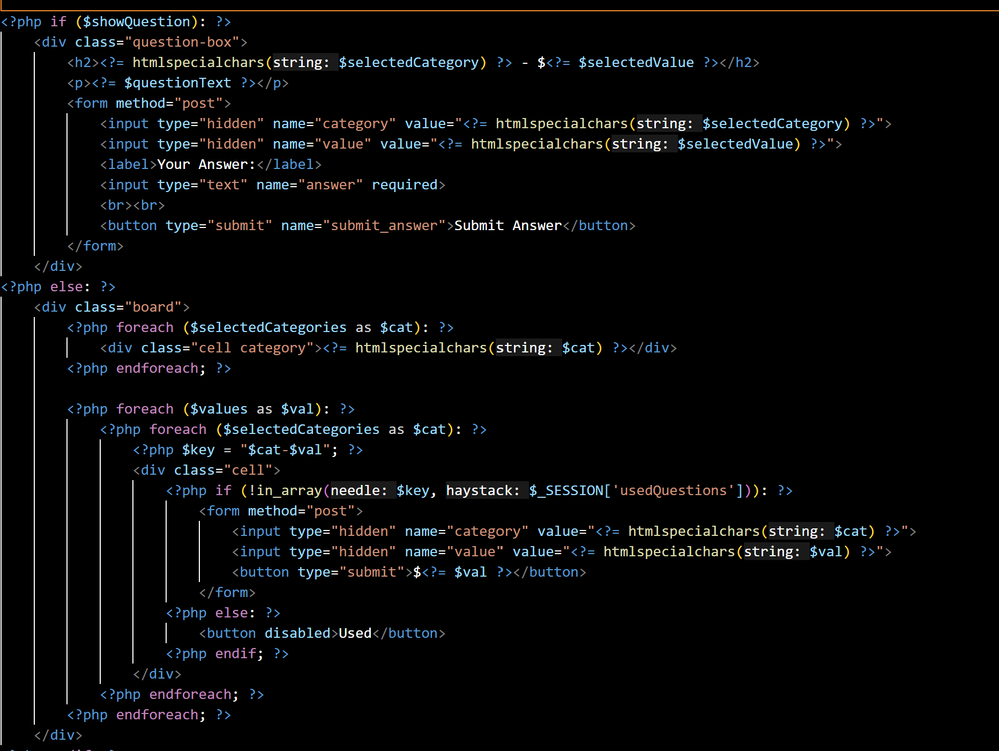 <?php if ($showQuestion): ?>
<div class="question-box">
<h2><?= htmlspecialchars(string: $selectedCategory) ?> - $<?= $selectedValue ?></h2>
<p><?= $questionText ?></p>
<form method="post">
<input type="hidden" name="category" value="<?= htmlspecialchars(string: $selectedCategory) ?>">
<input type="hidden" name="value" value="<?= htmlspecialchars(string: $selectedValue) ?>">
<label>Your Answer:</label>
<input type="text" name="answer" required>
<br><br>
<button type="submit" name="submit_answer">Submit Answer</button>
</form>
</div>
<?php else: ?>
<div class="board">
<?php foreach ($selectedCategories as $cat): ?>
<div class="cell category"><?= htmlspecialchars(string: $cat) ?></div>
<?php endforeach; ?>
<?php foreach ($values as $val): ?>
<?php foreach ($selectedCategories as $cat): ?>
<?php $key = "$cat-$val"; ?>
<div class="cell">
<?php if (!in_array(needle: $key, haystack: $_SESSION['usedQuestions'])): ?>
<form method="post">
<input type="hidden" name="category" value="<?= htmlspecialchars(string: $cat) ?>">
<input type="hidden" name="value" value="<?= htmlspecialchars(string: $val) ?>">
<button type="submit">$<?= $val ?></button>
</form>
<?php else: ?>
<button disabled>Used</button>
<?php endif; ?>
</div>
<?php endforeach; ?>
<?php endforeach; ?>
</div>